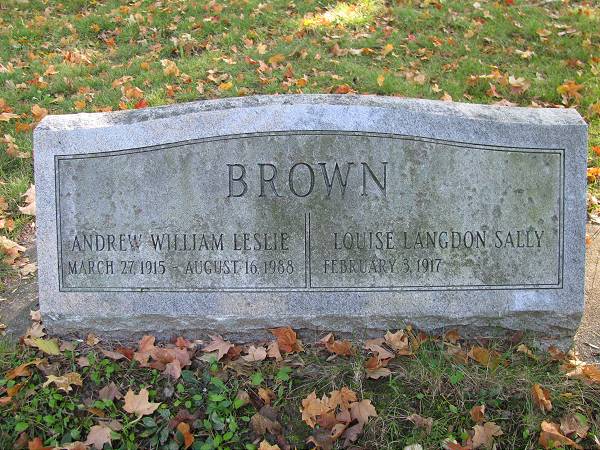 BROWN
ANDREW WILLIAM LESLIE
MARCH 27, 1915 - AUGUST 16, 1988
LOUISE LANGDON SALLY
FEBRUARY 3, 1917